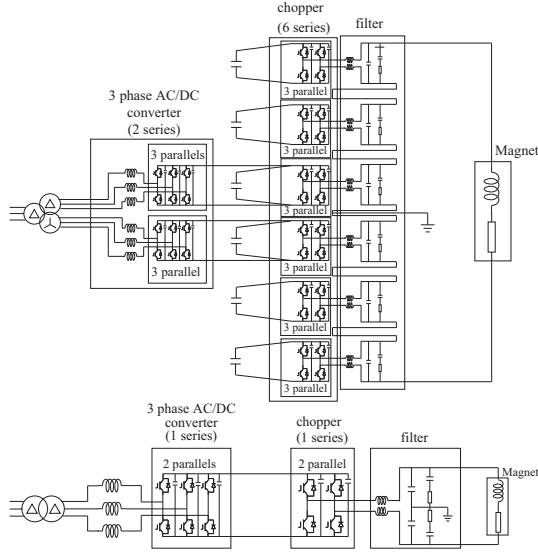 chopper
(6 series)
filter
3 parallel
3 parallel
3 parallel
3 parallel
3 parallel
3 parallel
3 phase AC/DC
converter
(2 series)
3 parallels
3 parallel
Magnet
3 phase AC/DC
converter
(1 series)
2 parallels
chopper
(1 series)
2 parallel
filter
Magnet